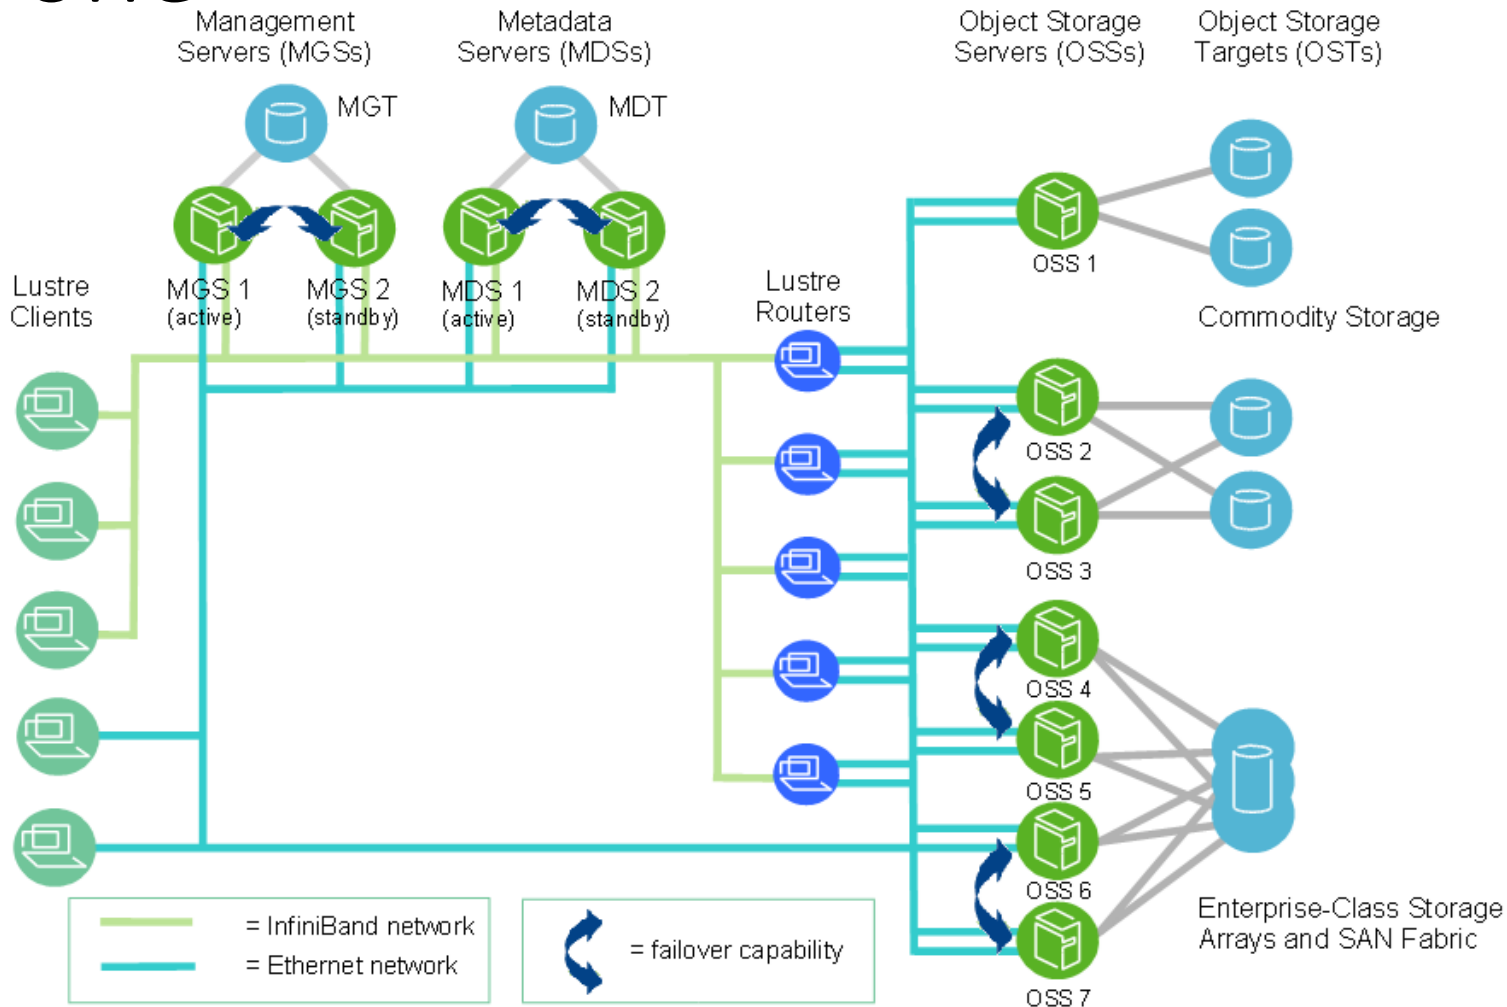 Management
Servers (MGSs)
Metadata
Servers (MDSs)
Object Storage
Servers (OSSs)
Object Storage
Targets (OSTs)
MGT
MDT
MGS 1
(active)
MGS 2
(standby)
MDS 1
(active)
MDS 2
(standby)
Lustre
Clients
Lustre
Routers
OSS 1
Commodity Storage
OSS 2
OSS 3
OSS 4
OSS 5
OSS 6
OSS 7
Enterprise-Class Storage
Arrays and SAN Fabric
= InfiniBand network
= Ethernet network
= failover capability